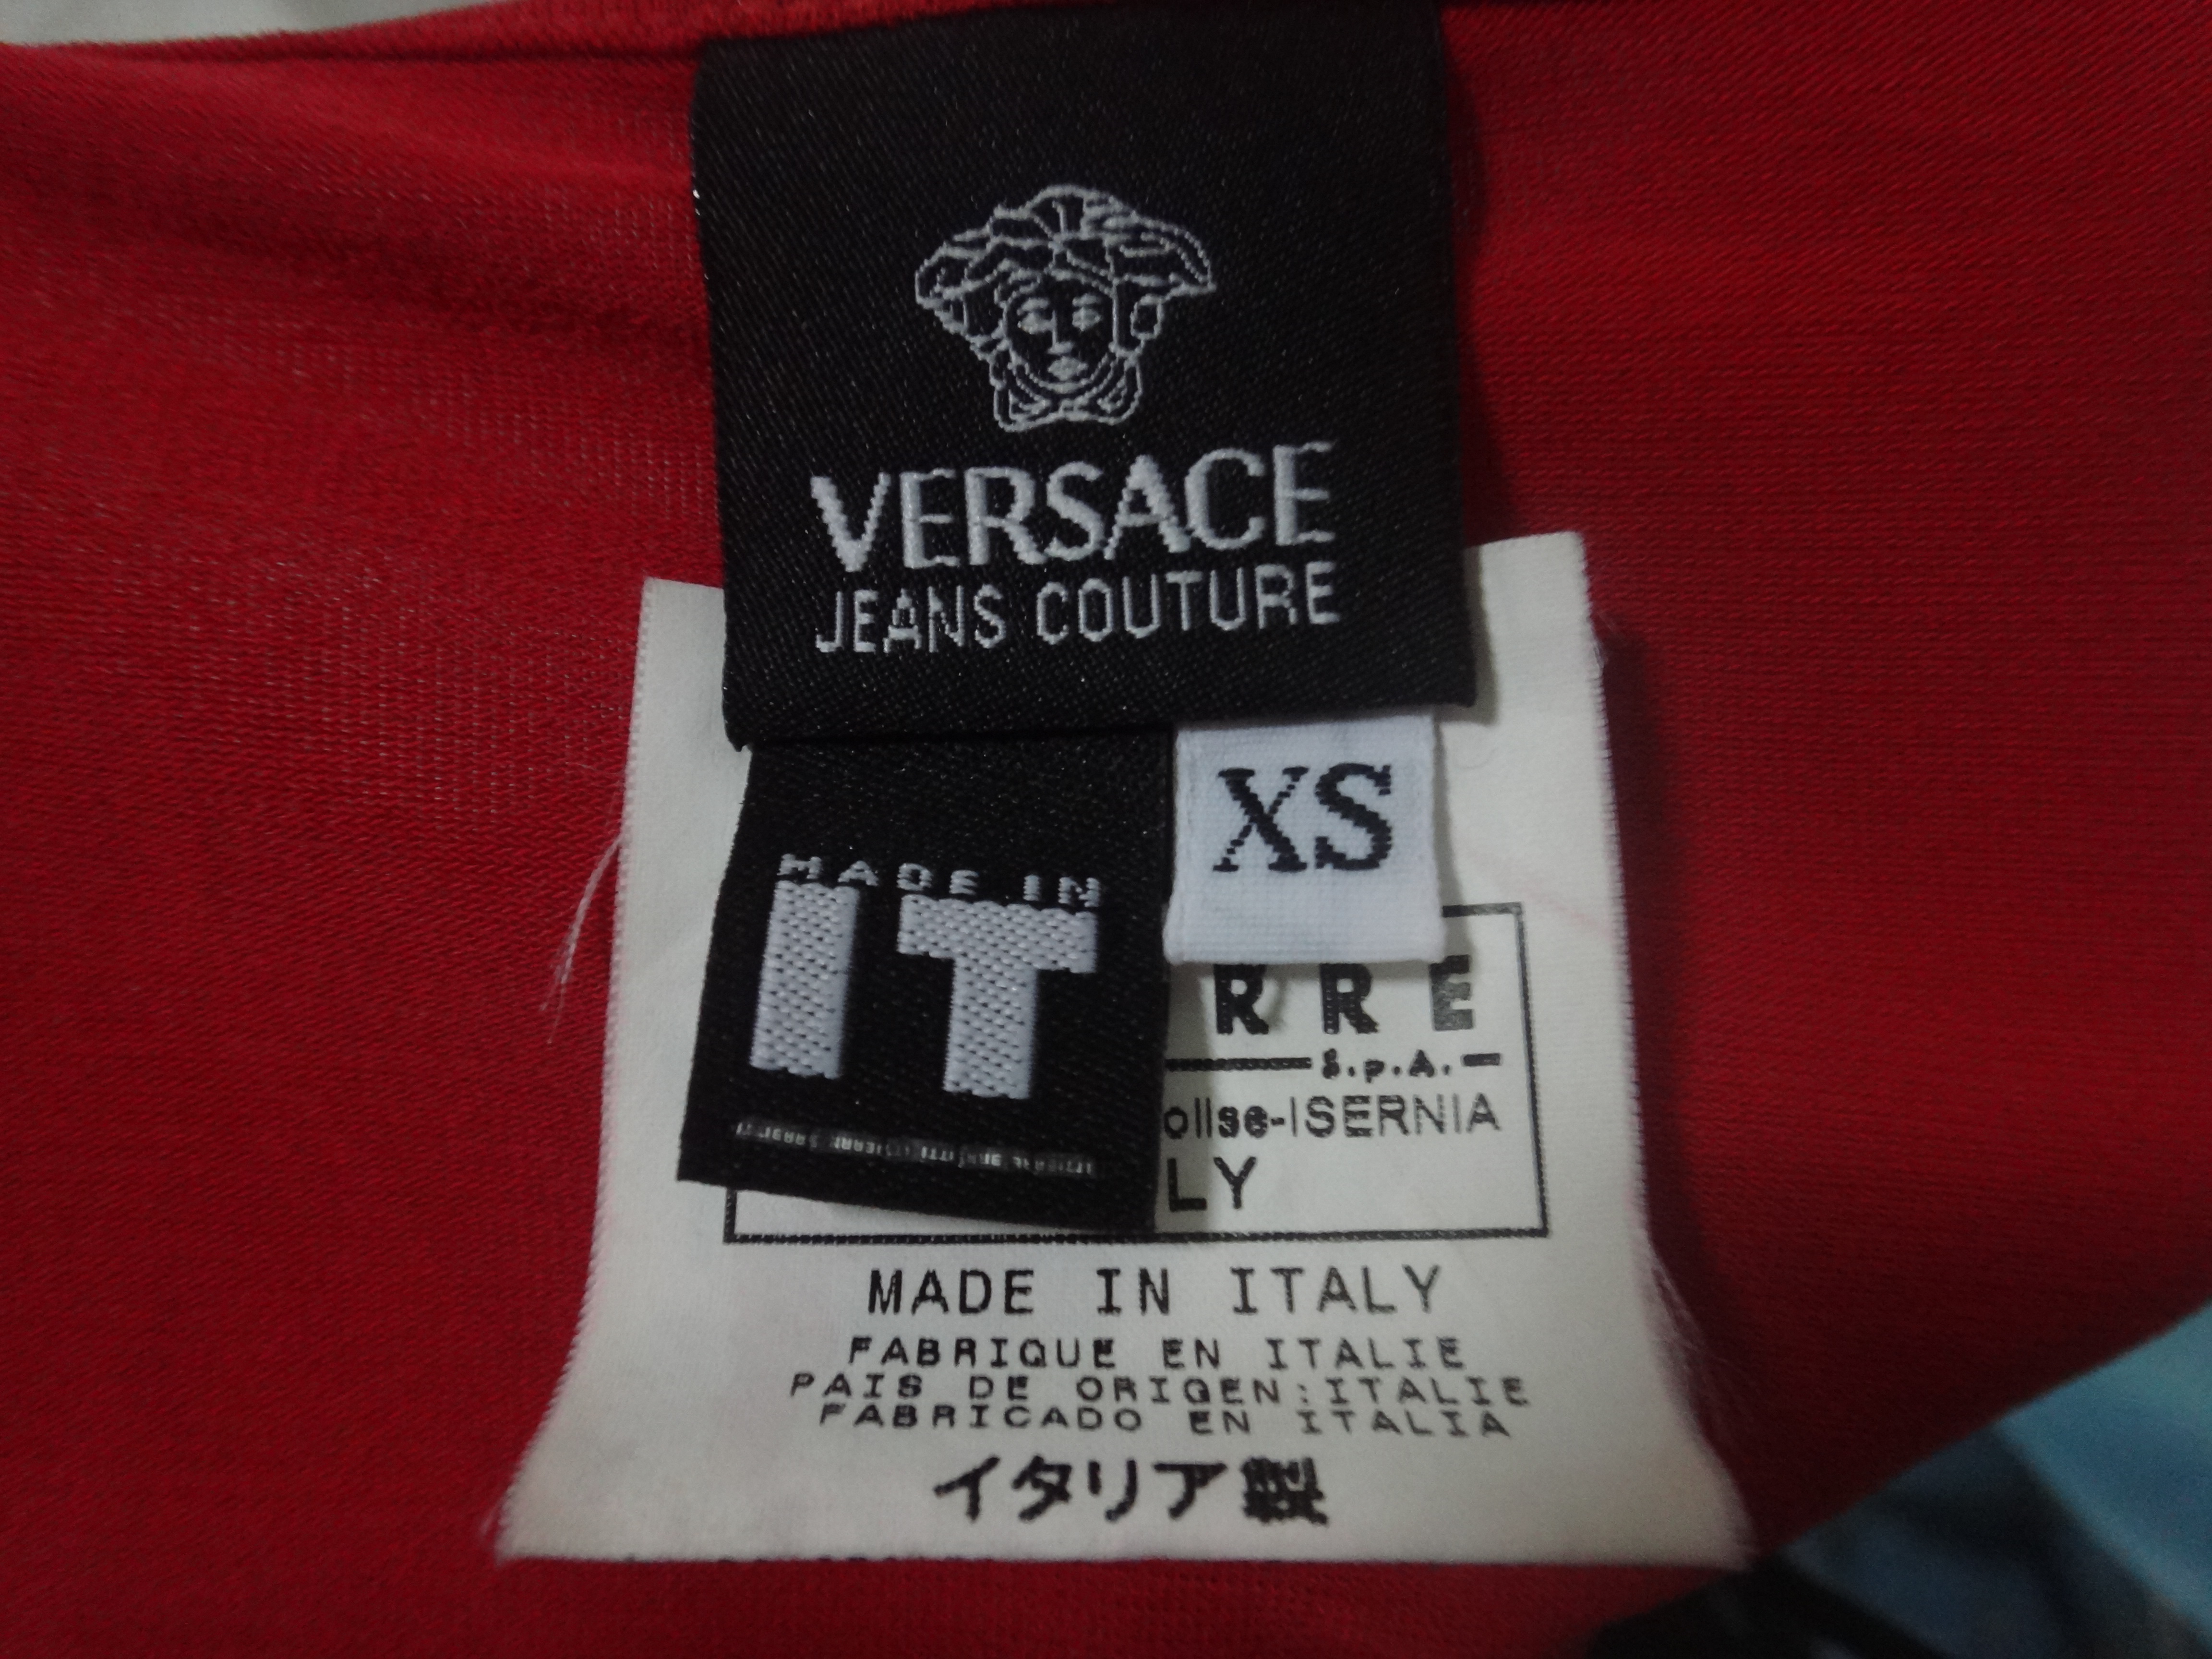 VERSACE
JEANS COUTURE
XS
MADE IN
IT
RRE
S.p.A.
ISERNIA
LY
MADE IN ITALY
FABRIQUE EN ITALIE
PAIS DE ORIGEN:ITALIE
FABRICADO EN ITALIA
イタリア製